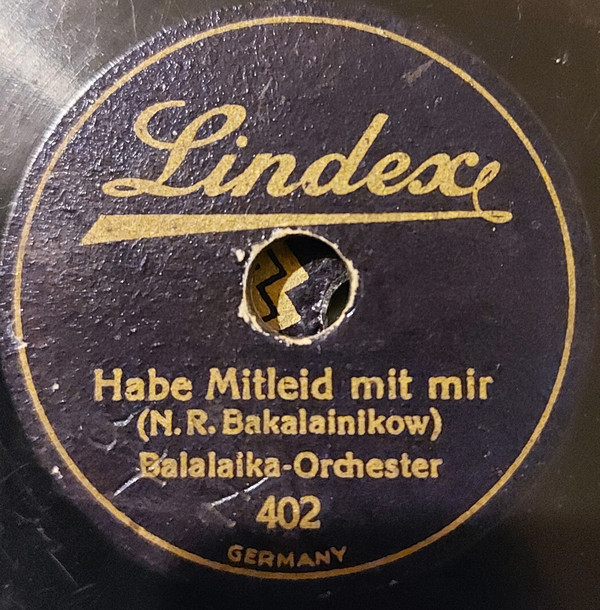 Lindex
Habe Mitleid mit mir
(N. R. Bakalainikow)
Balalaika-Orchester
402
GERMANY